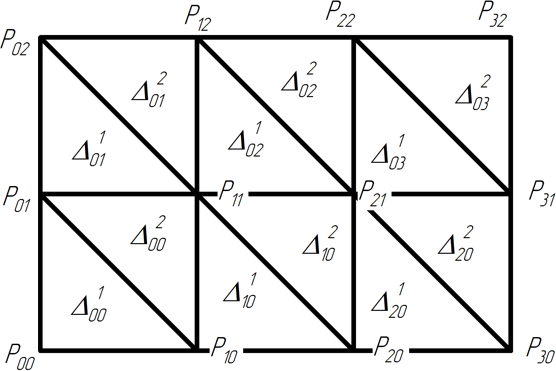 P₁₂ P₂₂ P₃₂
P₀₂
Δ₀₁² Δ₀₂² Δ₀₃²
Δ₀₁¹ Δ₀₂¹ Δ₀₃¹
P₀₁ P₁₁ P₂₁ P₃₁
Δ₀₀² Δ₁₀² Δ₂₀²
Δ₀₀¹ Δ₁₀¹ Δ₂₀¹
P₀₀ P₁₀ P₂₀ P₃₀